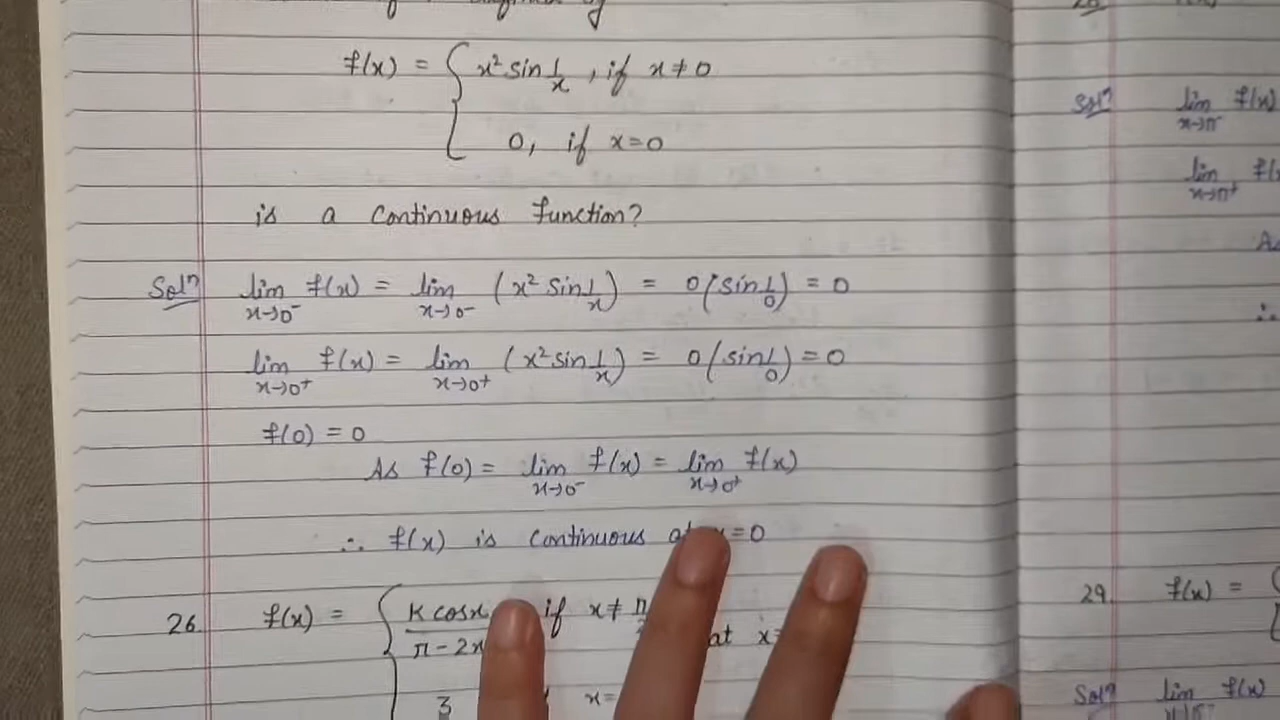 f(x) = { x² sin 1/x , if x ≠ 0
0, if x = 0
is a continuous function?
Solⁿ lim x→0⁻ f(x) = lim x→0⁻ (x² sin 1/x) = 0(sin 1/0) = 0
lim x→0⁺ f(x) = lim x→0⁺ (x² sin 1/x) = 0(sin 1/0) = 0
f(0) = 0
As f(0) = lim x→0⁻ f(x) = lim x→0⁺ f(x)
∴ f(x) is continuous at x=0
26. f(x) = { K cosx / π - 2x if x ≠ π
at x=
3 x=
Solⁿ lim x→π⁻ f(x)
lim x→π⁺
∴
29. f(x) =
Solⁿ lim f(x)